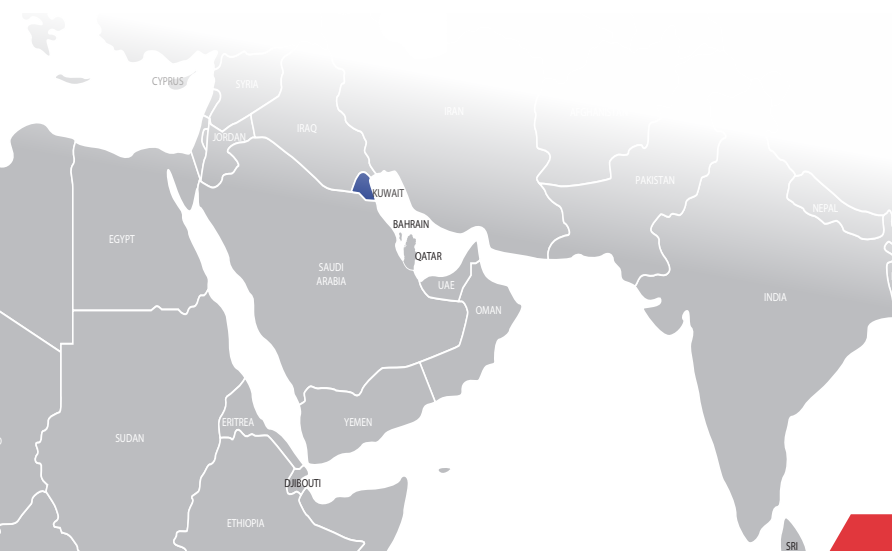 CYPRUS
SYRIA
IRAN
IRAQ
JORDAN
PAKISTAN
KUWAIT
NEPAL
BAHRAIN
EGYPT
QATAR
SAUDI
ARABIA
UAE
INDIA
OMAN
ERITREA
YEMEN
SUDAN
DJIBOUTI
ETHIOPIA
SRI